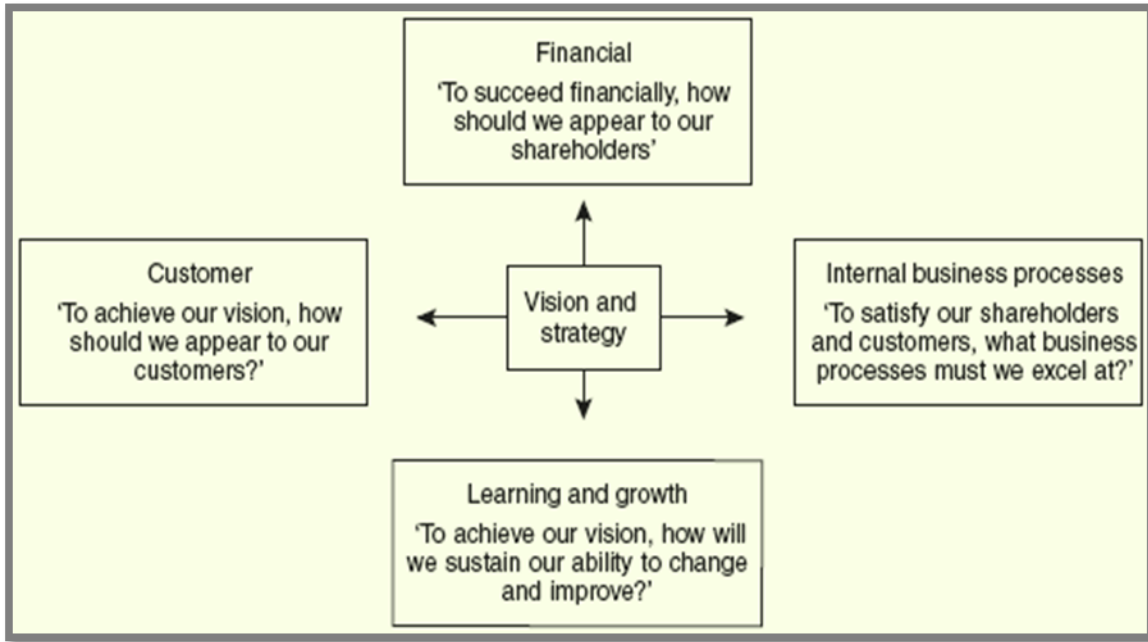 Financial
‘To succeed financially, how
should we appear to our
shareholders’
Customer
‘To achieve our vision, how
should we appear to our
customers?’
Vision and
strategy
Internal business processes
‘To satisfy our shareholders
and customers, what business
processes must we excel at?’
Learning and growth
‘To achieve our vision, how will
we sustain our ability to change
and improve?’